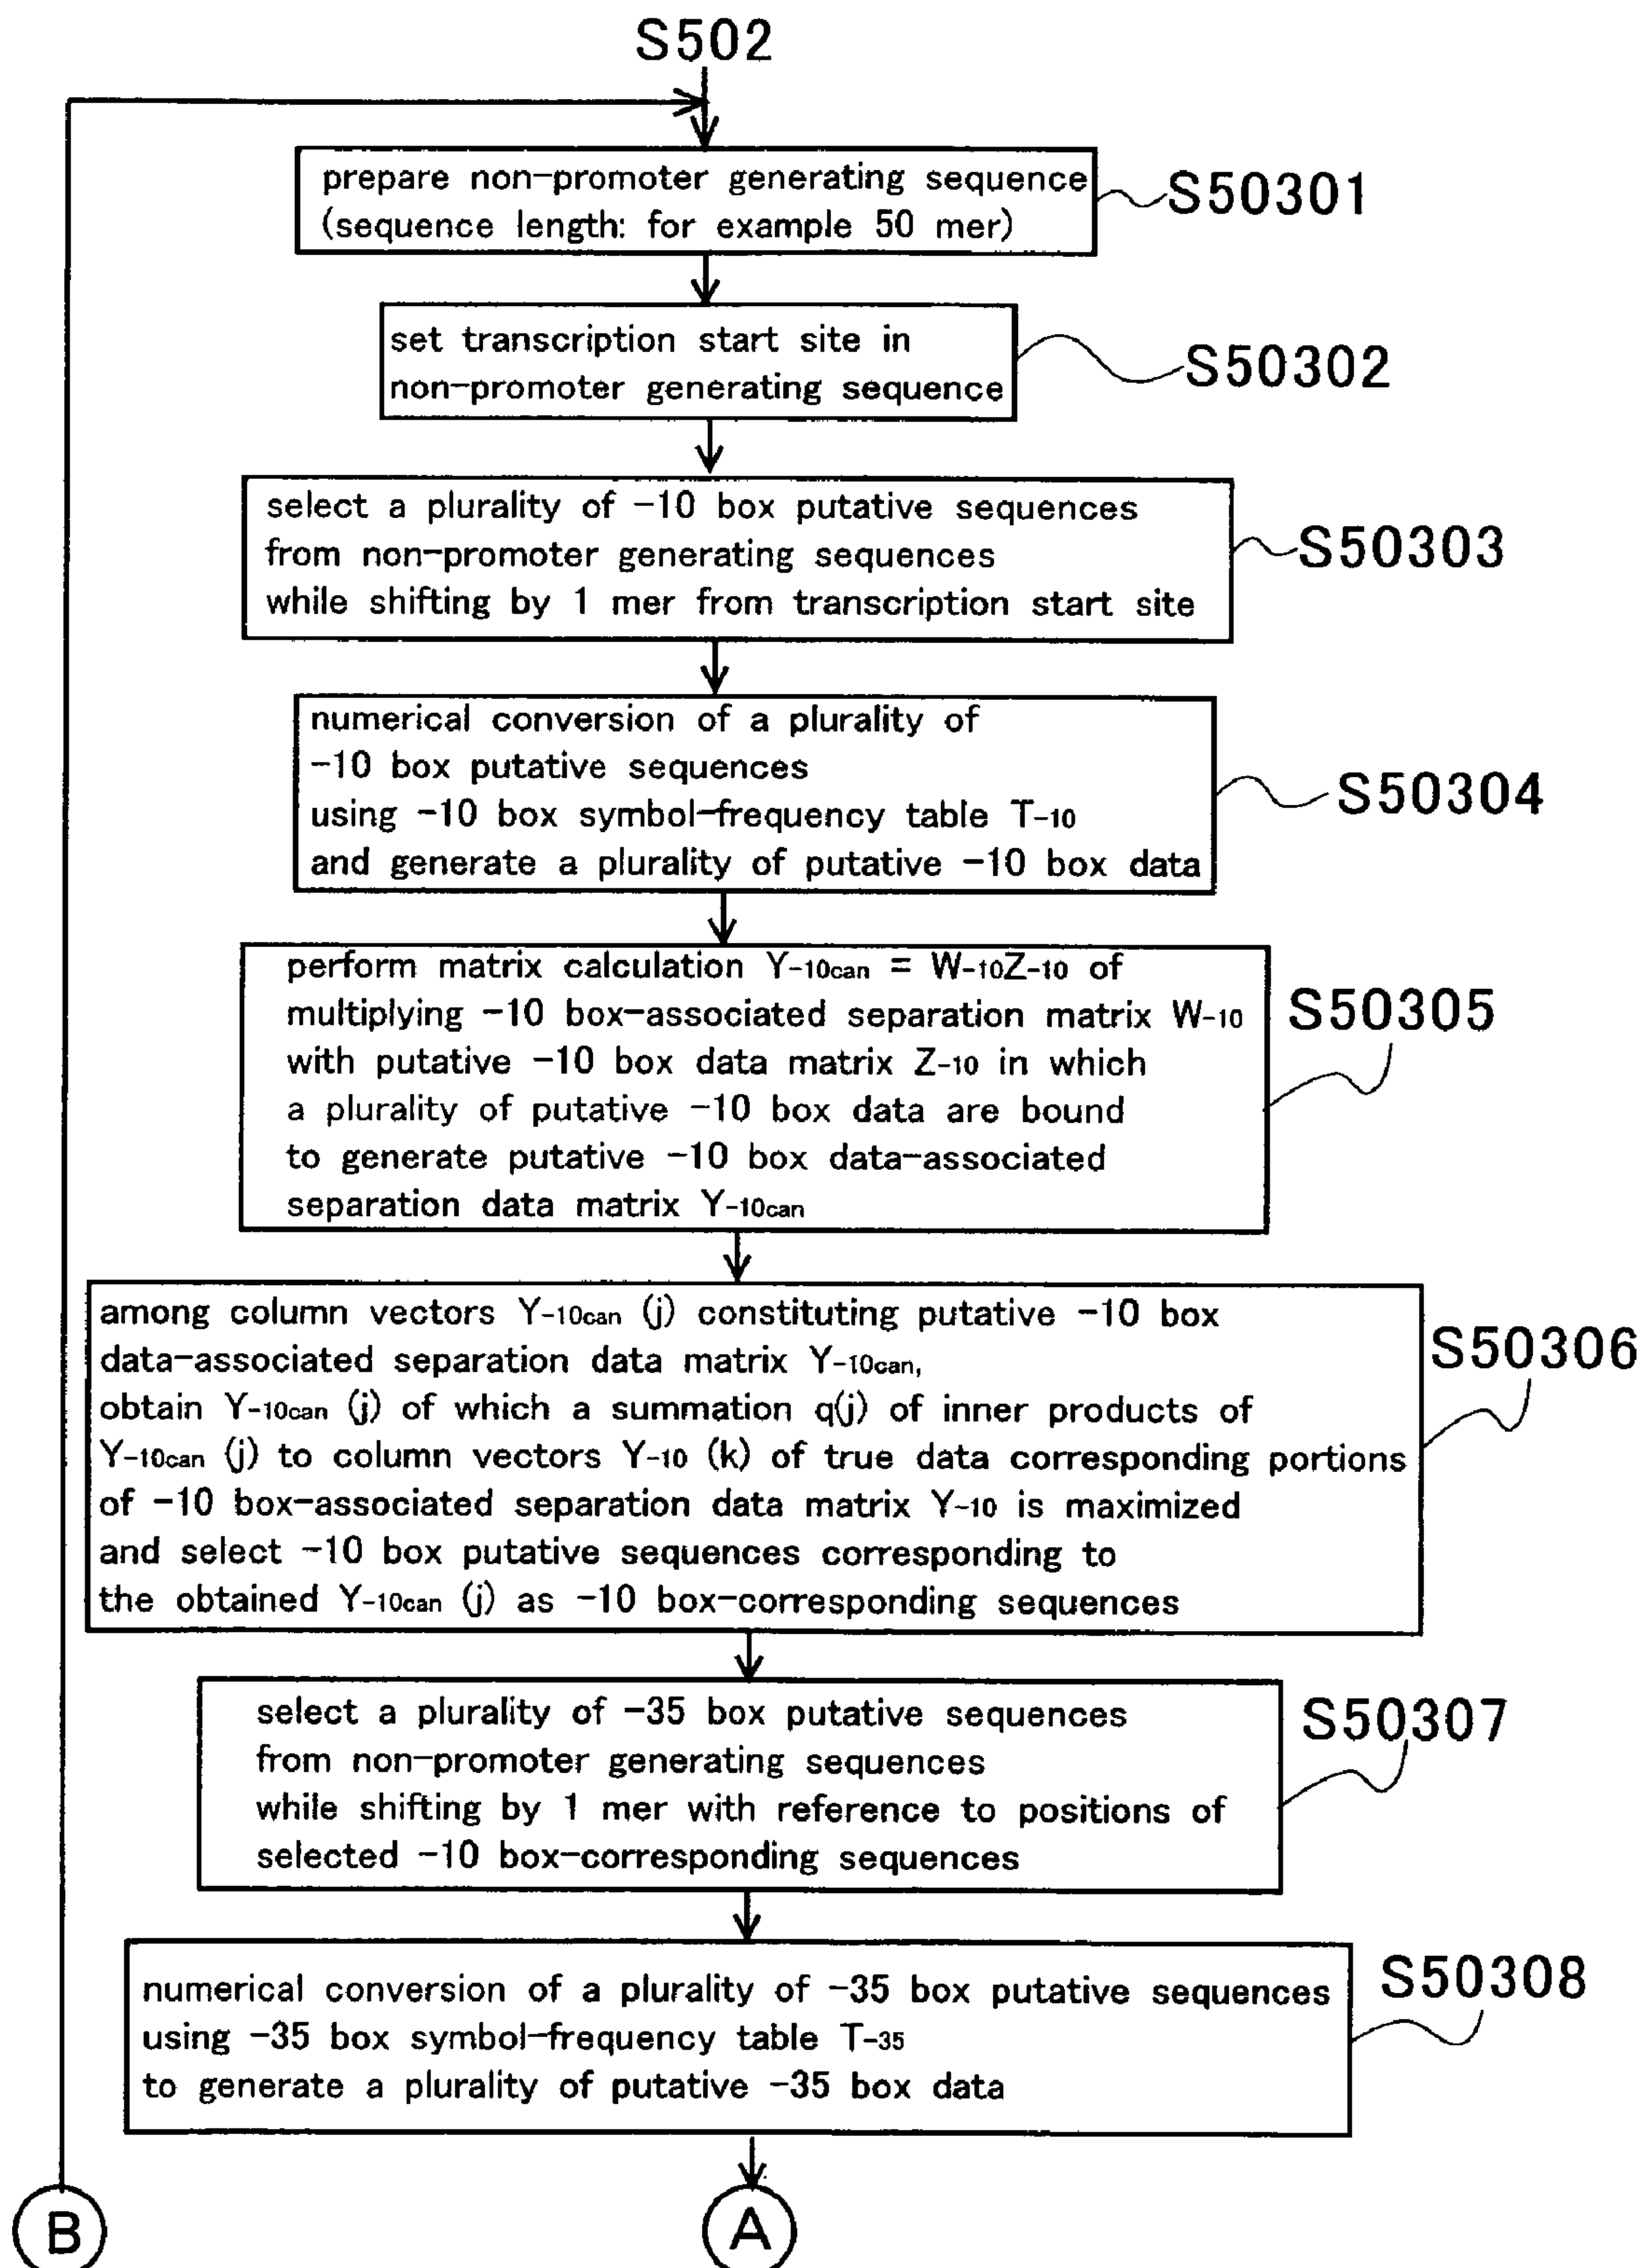 S502
prepare non-promoter generating sequence
(sequence length: for example 50 mer)
S50301
set transcription start site in
non-promoter generating sequence
S50302
select a plurality of -10 box putative sequences
from non-promoter generating sequences
while shifting by 1 mer from transcription start site
S50303
numerical conversion of a plurality of
-10 box putative sequences
using -10 box symbol-frequency table T-10
and generate a plurality of putative -10 box data
S50304
perform matrix calculation Y-10can = W-10Z-10 of
multiplying -10 box-associated separation matrix W-10
with putative -10 box data matrix Z-10 in which
a plurality of putative -10 box data are bound
to generate putative -10 box data-associated
separation data matrix Y-10can
S50305
among column vectors Y-10can (j) constituting putative -10 box
data-associated separation data matrix Y-10can,
obtain Y-10can (j) of which a summation q(j) of inner products of
Y-10can (j) to column vectors Y-10 (k) of true data corresponding portions
of -10 box-associated separation data matrix Y-10 is maximized
and select -10 box putative sequences corresponding to
the obtained Y-10can (j) as -10 box-corresponding sequences
S50306
select a plurality of -35 box putative sequences
from non-promoter generating sequences
while shifting by 1 mer with reference to positions of
selected -10 box-corresponding sequences
S50307
numerical conversion of a plurality of -35 box putative sequences
using -35 box symbol-frequency table T-35
to generate a plurality of putative -35 box data
S50308
B
A